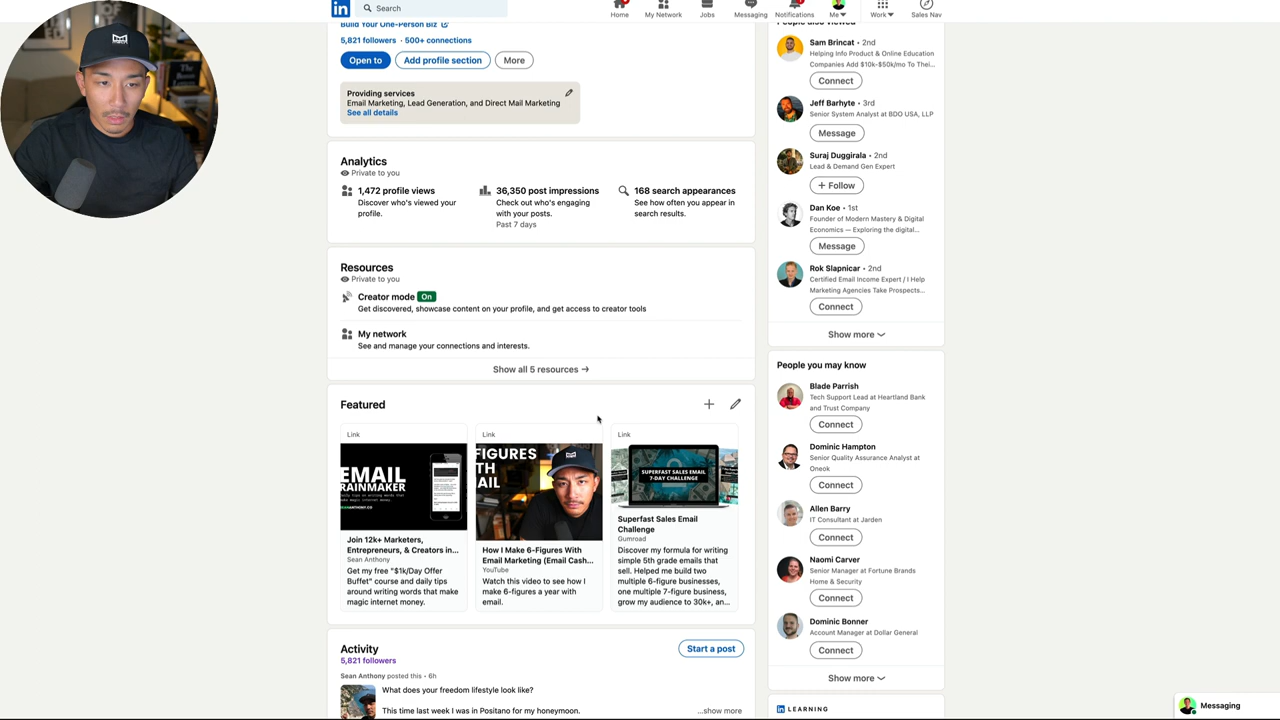 in
Search
Home
My Network
Jobs
Messaging
Notifications
Me
Work
Sales Nav
Build Your One-Person Biz
5,821 followers · 500+ connections
Open to
Add profile section
More
Providing services
Email Marketing, Lead Generation, and Direct Mail Marketing
See all details
Analytics
Private to you
1,472 profile views
Discover who's viewed your
profile.
36,350 post impressions
Check out who's engaging
with your posts.
Past 7 days
168 search appearances
See how often you appear in
search results.
Resources
Private to you
Creator mode On
Get discovered, showcase content on your profile, and get access to creator tools
My network
See and manage your connections and interests.
Show all 5 resources →
Featured
Link
EMAIL
RAINMAKER
Join 12k+ Marketers,
Entrepreneurs, & Creators in...
Sean Anthony
Get my free "$1k/Day Offer
Buffet" course and daily tips
around writing words that make
magic internet money.
Link
FIGURES
TH
AIL
How I Make 6-Figures With
Email Marketing (Email Cash...
YouTube
Watch this video to see how I
make 6-figures a year with
email.
Link
SUPERFAST SALES EMAIL
7-DAY CHALLENGE
Superfast Sales Email
Challenge
Gumroad
Discover my formula for writing
simple 5th grade emails that
sell. Helped me build two
multiple 6-figure businesses,
one multiple 7-figure business,
grow my audience to 30k+, an...
Activity
5,821 followers
Start a post
Sean Anthony posted this • 6h
What does your freedom lifestyle look like?
This time last week I was in Positano for my honeymoon.
...show more
People also viewed
Sam Brincat • 2nd
Helping Info Product & Online Education
Companies Add $10k-$50k/mo To Thei...
Connect
Jeff Barhyte • 3rd
Senior System Analyst at BDO USA, LLP
Message
Suraj Duggirala • 2nd
Lead & Demand Gen Expert
+ Follow
Dan Koe • 1st
Founder of Modern Mastery & Digital
Economics — Exploring the digital...
Message
Rok Slapnicar • 2nd
Certified Email Income Expert / I Help
Marketing Agencies Take Prospects...
Connect
Show more
People you may know
Blade Parrish
Tech Support Lead at Heartland Bank
and Trust Company
Connect
Dominic Hampton
Senior Quality Assurance Analyst at
Oneok
Connect
Allen Barry
IT Consultant at Jarden
Connect
Naomi Carver
Senior Manager at Fortune Brands
Home & Security
Connect
Dominic Bonner
Account Manager at Dollar General
Connect
Show more
in LEARNING
Messaging